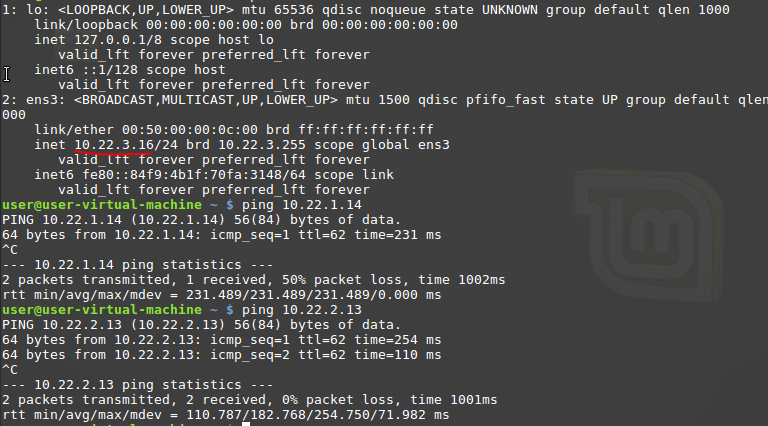 1: lo: <LOOPBACK,UP,LOWER_UP> mtu 65536 qdisc noqueue state UNKNOWN group default qlen 1000
    link/loopback 00:00:00:00:00:00 brd 00:00:00:00:00:00
    inet 127.0.0.1/8 scope host lo
       valid_lft forever preferred_lft forever
    inet6 ::1/128 scope host
       valid_lft forever preferred_lft forever
2: ens3: <BROADCAST,MULTICAST,UP,LOWER_UP> mtu 1500 qdisc pfifo_fast state UP group default qlen
000
    link/ether 00:50:00:00:0c:00 brd ff:ff:ff:ff:ff:ff
    inet 10.22.3.16/24 brd 10.22.3.255 scope global ens3
       valid_lft forever preferred_lft forever
    inet6 fe80::84f9:4b1f:70fa:3148/64 scope link
       valid_lft forever preferred_lft forever
user@user-virtual-machine ~ $ ping 10.22.1.14
PING 10.22.1.14 (10.22.1.14) 56(84) bytes of data.
64 bytes from 10.22.1.14: icmp_seq=1 ttl=62 time=231 ms
^C
--- 10.22.1.14 ping statistics ---
2 packets transmitted, 1 received, 50% packet loss, time 1002ms
rtt min/avg/max/mdev = 231.489/231.489/231.489/0.000 ms
user@user-virtual-machine ~ $ ping 10.22.2.13
PING 10.22.2.13 (10.22.2.13) 56(84) bytes of data.
64 bytes from 10.22.2.13: icmp_seq=1 ttl=62 time=254 ms
64 bytes from 10.22.2.13: icmp_seq=2 ttl=62 time=110 ms
^C
--- 10.22.2.13 ping statistics ---
2 packets transmitted, 2 received, 0% packet loss, time 1001ms
rtt min/avg/max/mdev = 110.787/182.768/254.750/71.982 ms